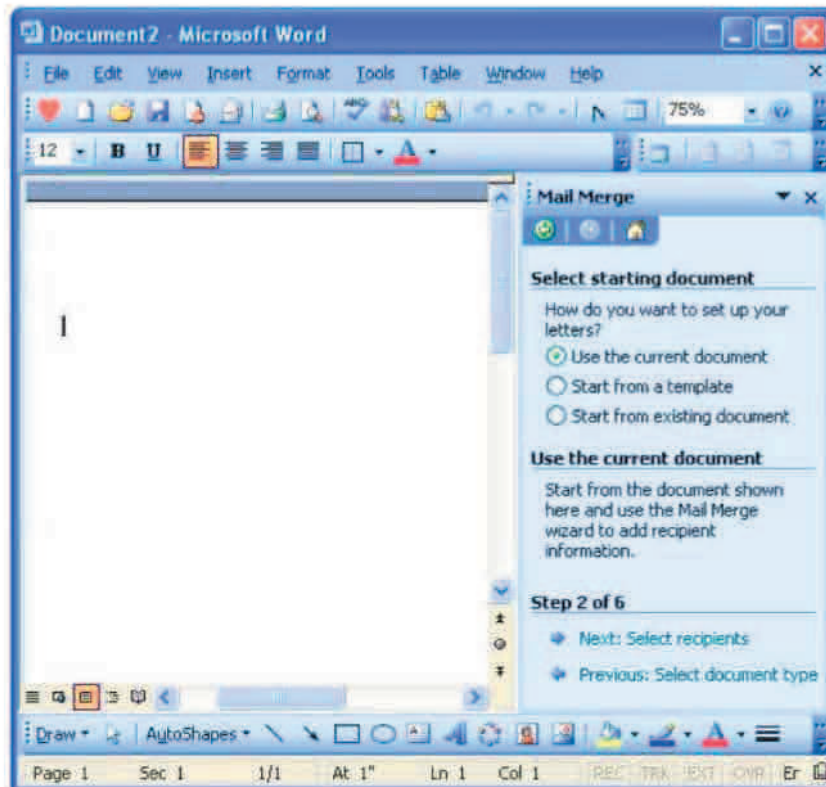 Document2 - Microsoft Word
File Edit View Insert Format Tools Table Window Help
75%
12 B U A
Mail Merge
Select starting document
How do you want to set up your
letters?
Use the current document
Start from a template
Start from existing document
Use the current document
Start from the document shown
here and use the Mail Merge
wizard to add recipient
information.
Step 2 of 6
Next: Select recipients
Previous: Select document type
Draw AutoShapes A
Page 1 Sec 1 1/1 At 1" Ln 1 Col 1 REC TRK EXT OVR Er